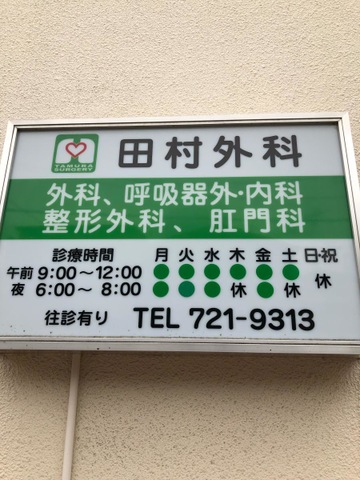 TAMURA
SURGERY
田村外科
外科、呼吸器外・内科
整形外科、肛門科
診療時間 月 火 水 木 金 土 日・祝
午前 9:00～12:00 ● ● ● ● ● ● 休
夜 6:00～ 8:00 ● ● ● 休 ● 休
往診有り TEL 721-9313